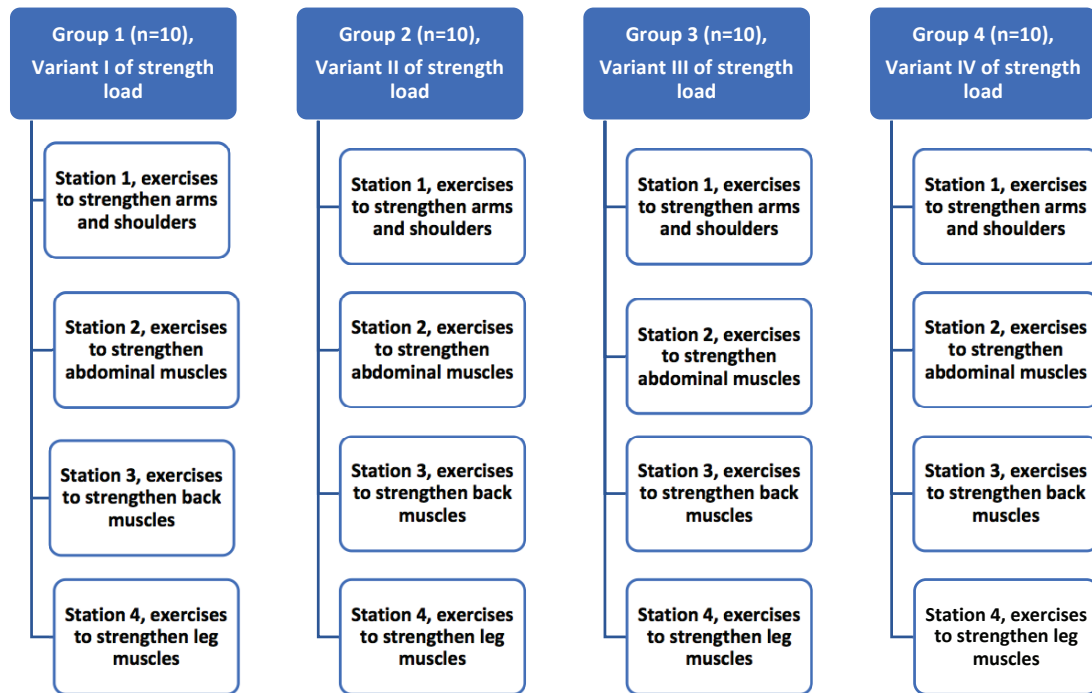 Group 1 (n=10),
Variant I of strength
load
Station 1, exercises
to strengthen arms
and shoulders
Station 2, exercises
to strengthen
abdominal muscles
Station 3, exercises
to strengthen back
muscles
Station 4, exercises
to strengthen leg
muscles
Group 2 (n=10),
Variant II of strength
load
Station 1, exercises
to strengthen arms
and shoulders
Station 2, exercises
to strengthen
abdominal muscles
Station 3, exercises
to strengthen back
muscles
Station 4, exercises
to strengthen leg
muscles
Group 3 (n=10),
Variant III of strength
load
Station 1, exercises
to strengthen arms
and shoulders
Station 2, exercises
to strengthen
abdominal muscles
Station 3, exercises
to strengthen back
muscles
Station 4, exercises
to strengthen leg
muscles
Group 4 (n=10),
Variant IV of strength
load
Station 1, exercises
to strengthen arms
and shoulders
Station 2, exercises
to strengthen
abdominal muscles
Station 3, exercises
to strengthen back
muscles
Station 4, exercises
to strengthen leg
muscles